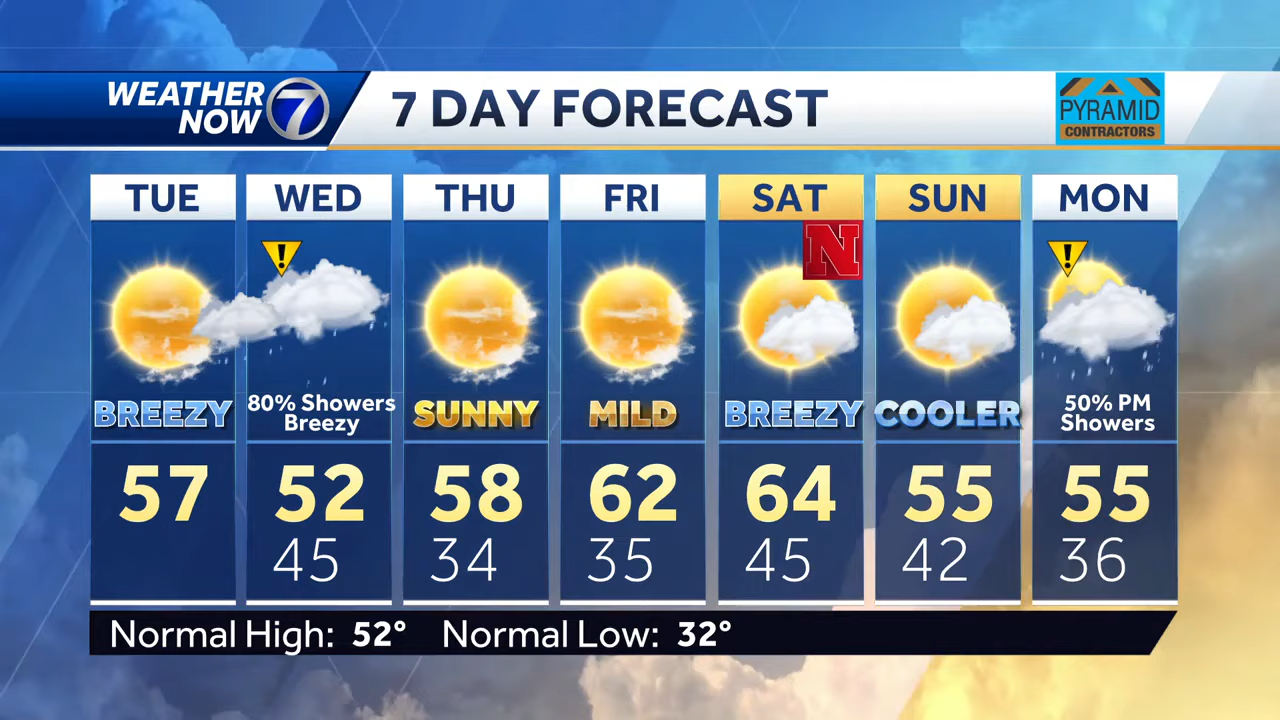 WEATHER
NOW
7
7 DAY FORECAST
PYRAMID
CONTRACTORS
TUE WED THU FRI SAT SUN MON
! N !
BREEZY 80% Showers Breezy SUNNY MILD BREEZY COOLER 50% PM Showers
57 52 58 62 64 55 55
45 34 35 45 42 36
Normal High: 52° Normal Low: 32°